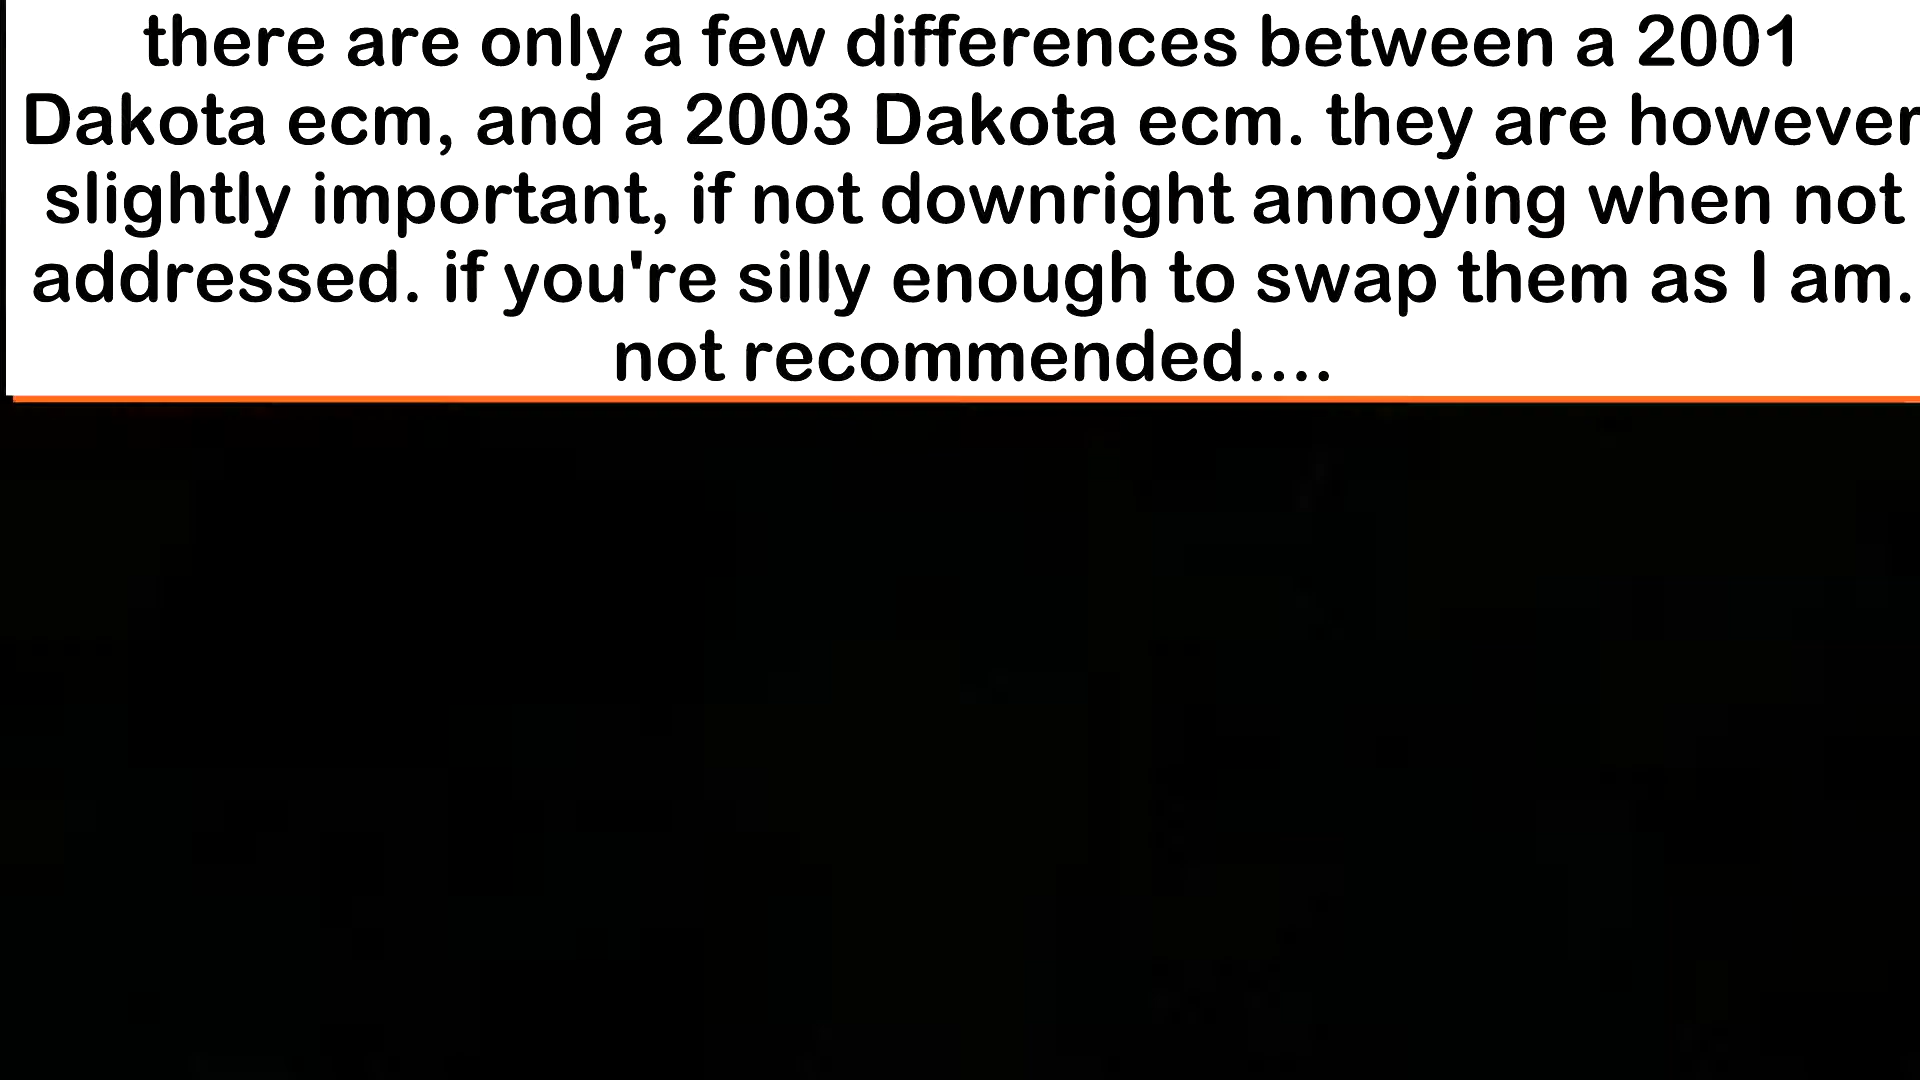 there are only a few differences between a 2001
Dakota ecm, and a 2003 Dakota ecm. they are however
slightly important, if not downright annoying when not
addressed. if you're silly enough to swap them as I am.
not recommended....